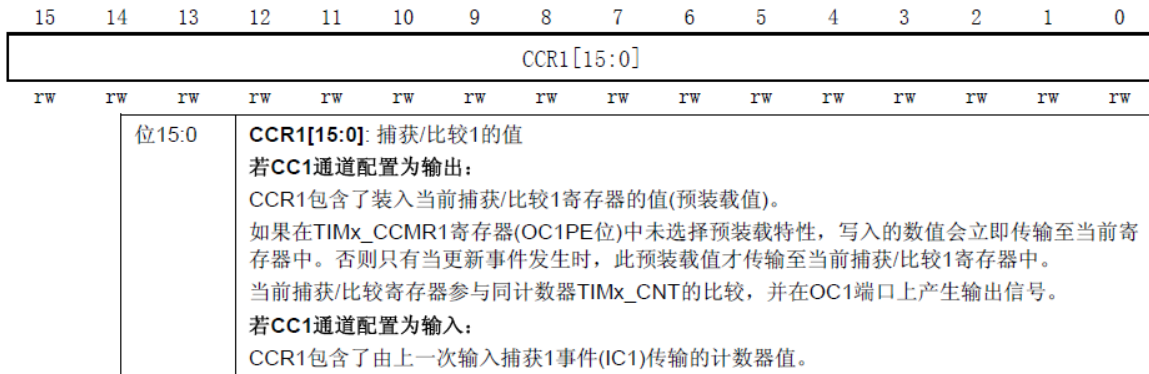 15 14 13 12 11 10 9 8 7 6 5 4 3 2 1 0
CCR1[15:0]
rw rw rw rw rw rw rw rw rw rw rw rw rw rw rw rw
位15:0 CCR1[15:0]: 捕获/比较1的值
若CC1通道配置为输出：
CCR1包含了装入当前捕获/比较1寄存器的值(预装载值)。
如果在TIMx_CCMR1寄存器(OC1PE位)中未选择预装载特性，写入的数值会立即传输至当前寄
存器中。否则只有当更新事件发生时，此预装载值才传输至当前捕获/比较1寄存器中。
当前捕获/比较寄存器参与同计数器TIMx_CNT的比较，并在OC1端口上产生输出信号。
若CC1通道配置为输入：
CCR1包含了由上一次输入捕获1事件(IC1)传输的计数器值。